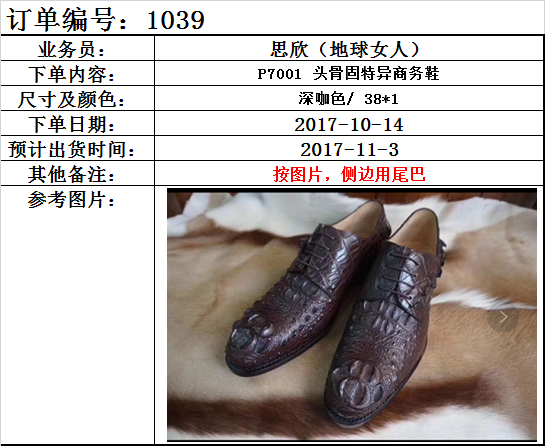 订单编号：1039
业务员： 思欣（地球女人）
下单内容： P7001 头骨固特异商务鞋
尺寸及颜色： 深咖色/ 38*1
下单日期： 2017-10-14
预计出货时间： 2017-11-3
其他备注： 按图片，侧边用尾巴
参考图片：